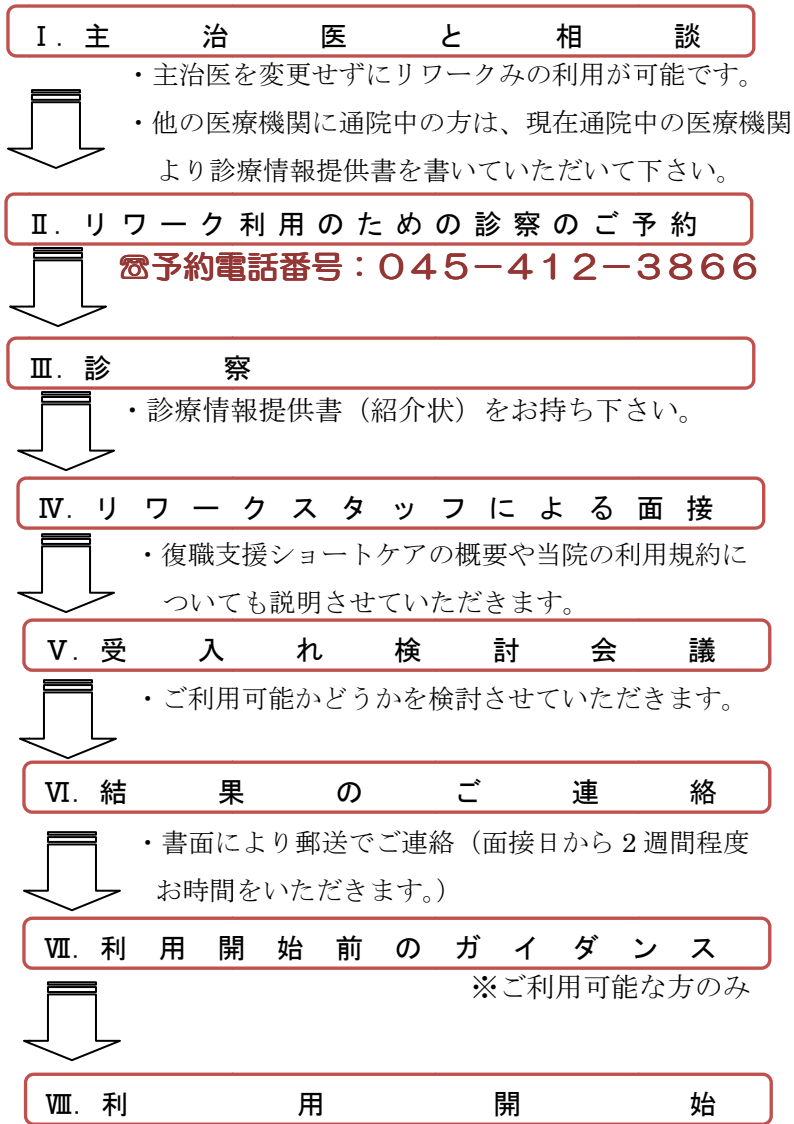 Ⅰ. 主治医と相談
・主治医を変更せずにリワークみの利用が可能です。
・他の医療機関に通院中の方は、現在通院中の医療機関
より診療情報提供書を書いていただいて下さい。
Ⅱ. リワーク利用のための診察のご予約
☎予約電話番号：０４５－４１２－３８６６
Ⅲ. 診察
・診療情報提供書（紹介状）をお持ち下さい。
Ⅳ. リワークスタッフによる面接
・復職支援ショートケアの概要や当院の利用規約に
ついても説明させていただきます。
Ⅴ. 受入れ検討会議
・ご利用可能かどうかを検討させていただきます。
Ⅵ. 結果のご連絡
・書面により郵送でご連絡（面接日から 2 週間程度
お時間をいただきます。）
Ⅶ. 利用開始前のガイダンス
※ご利用可能な方のみ
Ⅷ. 利用開始